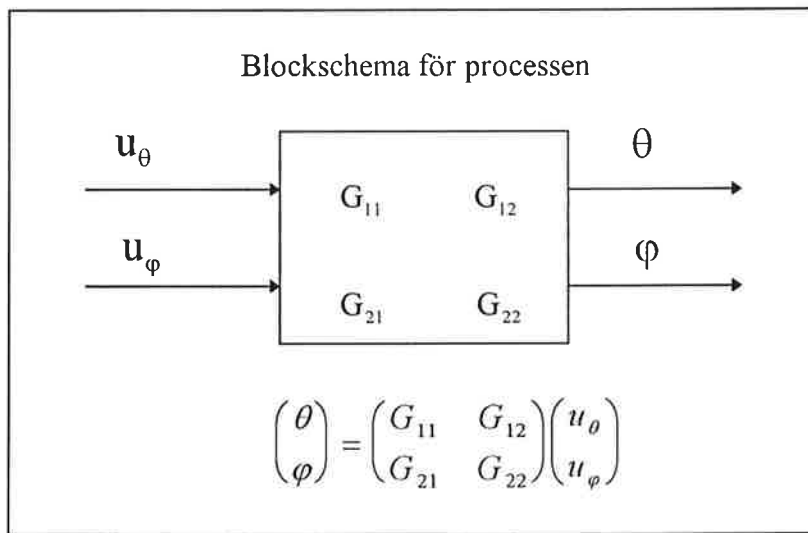 Blockschema för processen
u_θ θ
G₁₁ G₁₂
u_φ φ
G₂₁ G₂₂
(θ φ) = (G₁₁ G₁₂ G₂₁ G₂₂)(u_θ u_φ)